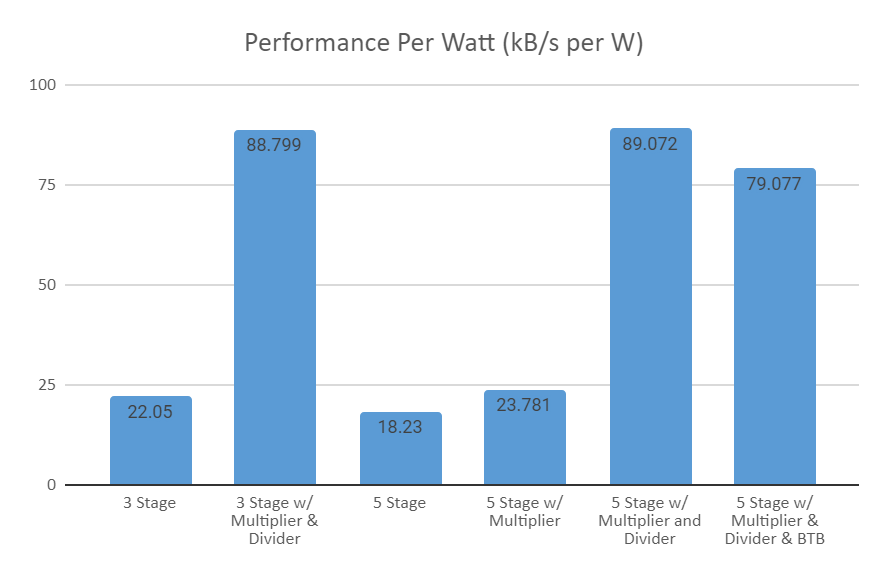 Performance Per Watt (kB/s per W)
100
75
50
25
0
22.05
88.799
18.23
23.781
89.072
79.077
3 Stage
3 Stage w/
Multiplier &
Divider
5 Stage
5 Stage w/
Multiplier
5 Stage w/
Multiplier and
Divider
5 Stage w/
Multiplier &
Divider & BTB